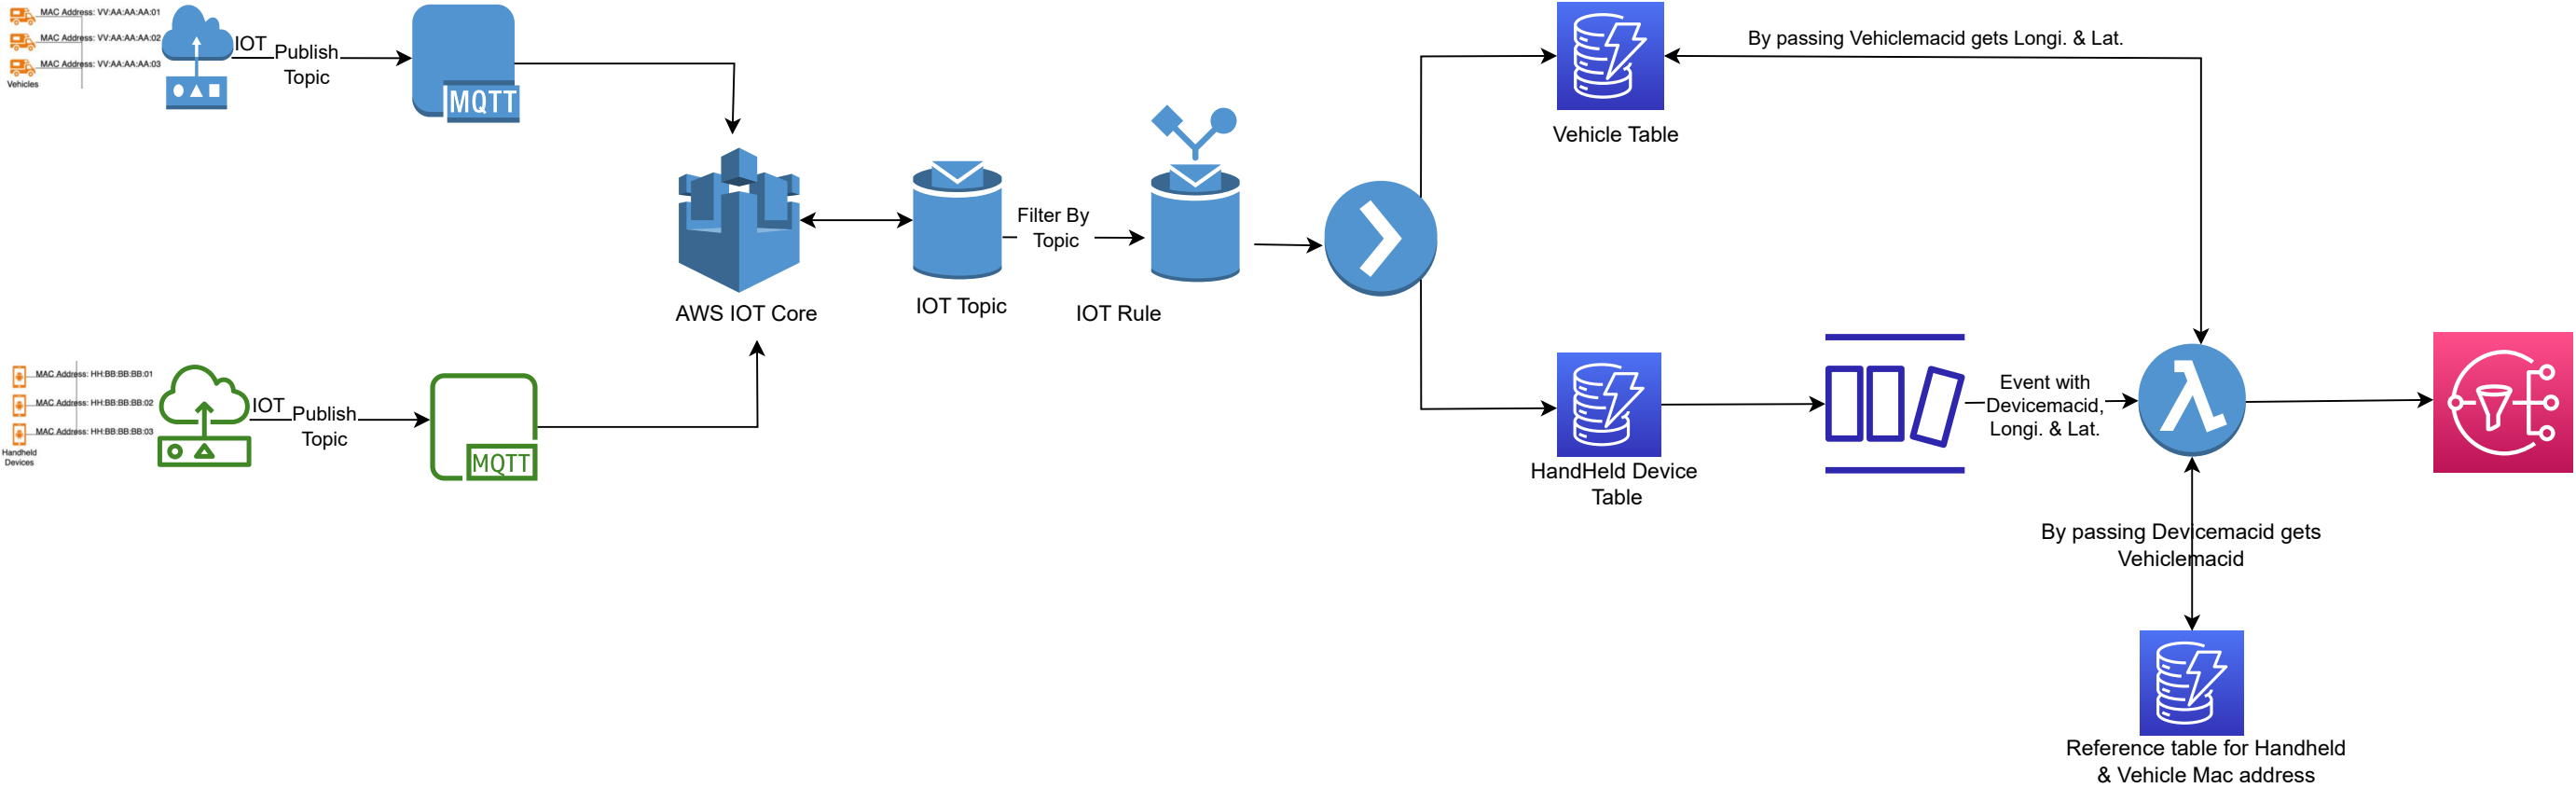 MAC Address: VV:AA:AA:AA:01
MAC Address: VV:AA:AA:AA:02
MAC Address: VV:AA:AA:AA:03
Vehicles
IOT
Publish
Topic
MQTT
By passing Vehiclemacid gets Longi. & Lat.
Vehicle Table
Filter By
Topic
AWS IOT Core
IOT Topic
IOT Rule
MAC Address: HH:BB:BB:BB:01
MAC Address: HH:BB:BB:BB:02
MAC Address: HH:BB:BB:BB:03
Handheld
Devices
IOT
Publish
Topic
MQTT
HandHeld Device
Table
Event with
Devicemacid,
Longi. & Lat.
By passing Devicemacid gets
Vehiclemacid
Reference table for Handheld
& Vehicle Mac address